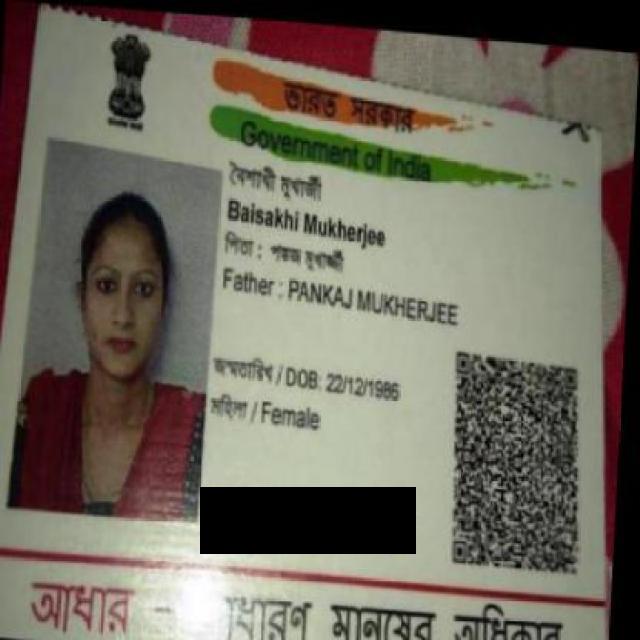 ভারত সরকার
Government of India
বৈশাখী মুখার্জী
Baisakhi Mukherjee
পিতা : পঙ্কজ মুখার্জী
Father : PANKAJ MUKHERJEE
জন্মতারিখ / DOB: 22/12/1986
মহিলা / Female
আধার - সাধারণ মানুষের অধিকার